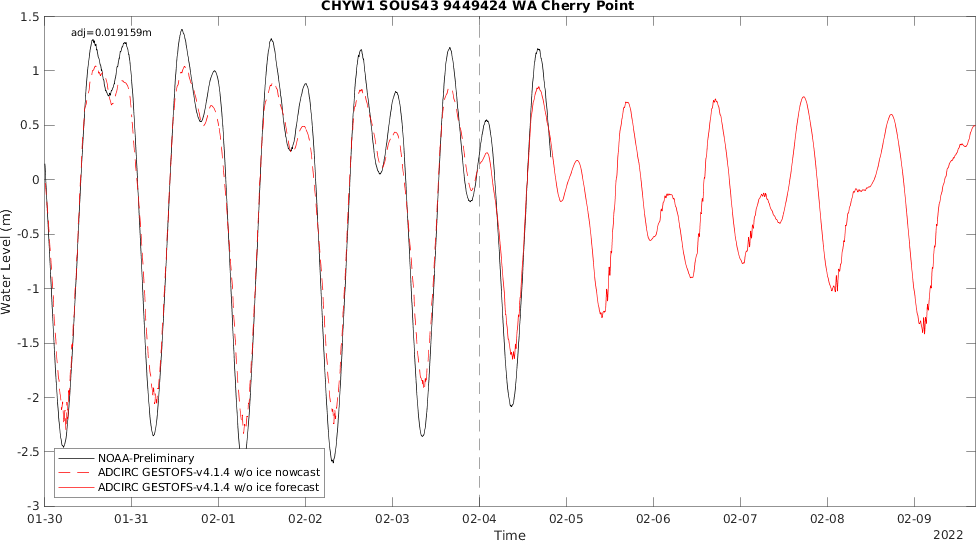 CHYW1 SOUS43 9449424 WA Cherry Point
adj=0.019159m
1.5
1
0.5
0
-0.5
-1
-1.5
-2
-2.5
-3
Water Level (m)
NOAA-Preliminary
ADCIRC GESTOFS-v4.1.4 w/o ice nowcast
ADCIRC GESTOFS-v4.1.4 w/o ice forecast
01-30 01-31 02-01 02-02 02-03 02-04 02-05 02-06 02-07 02-08 02-09
Time
2022